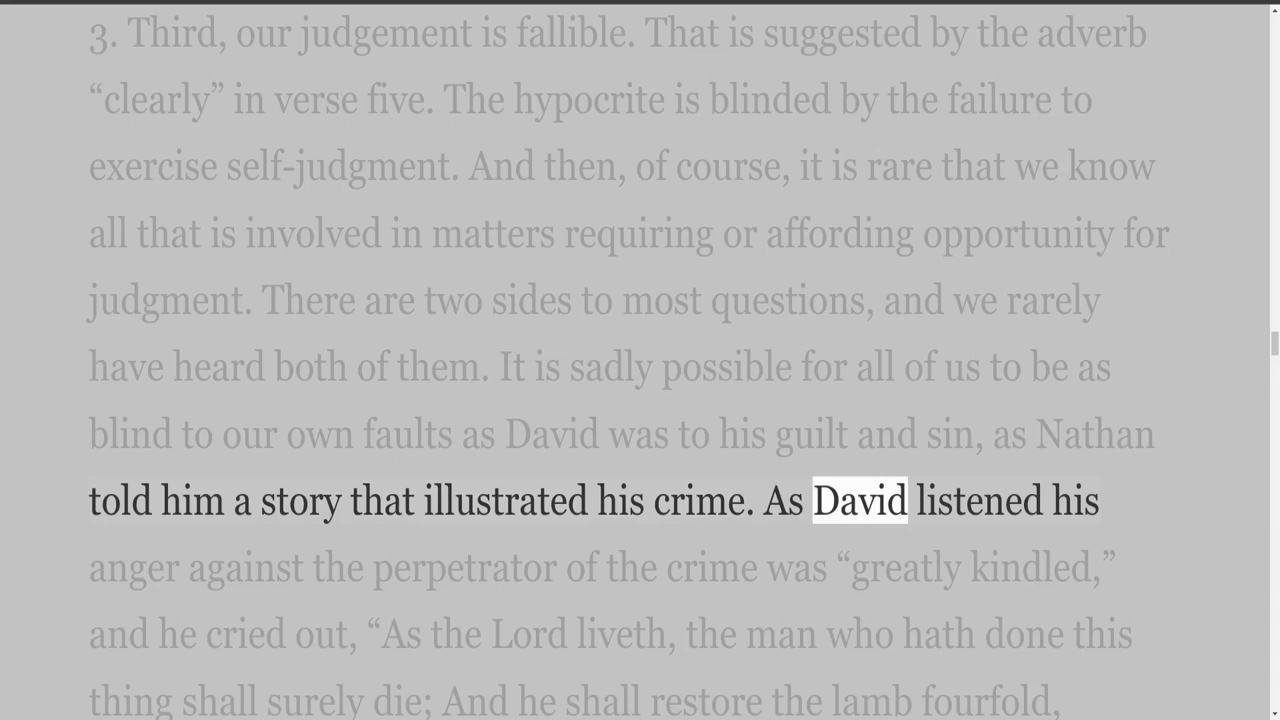 3. Third, our judgement is fallible. That is suggested by the adverb
“clearly” in verse five. The hypocrite is blinded by the failure to
exercise self-judgment. And then, of course, it is rare that we know
all that is involved in matters requiring or affording opportunity for
judgment. There are two sides to most questions, and we rarely
have heard both of them. It is sadly possible for all of us to be as
blind to our own faults as David was to his guilt and sin, as Nathan
told him a story that illustrated his crime. As David listened his
anger against the perpetrator of the crime was “greatly kindled,”
and he cried out, “As the Lord liveth, the man who hath done this
thing shall surely die; And he shall restore the lamb fourfold,